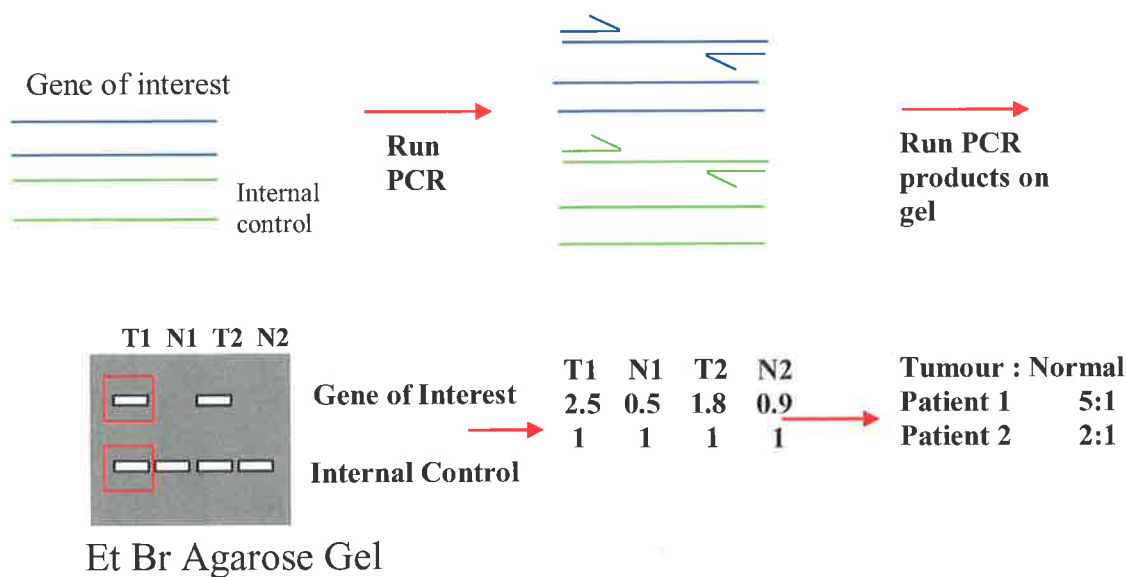 Gene of interest
Internal
control
Run
PCR
Run PCR
products on
gel
T1 N1 T2 N2
Gene of Interest
Internal Control
Et Br Agarose Gel
T1 N1 T2 N2
2.5 0.5 1.8 0.9
1 1 1 1
Tumour : Normal
Patient 1 5:1
Patient 2 2:1